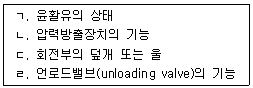 ㄱ. 윤활유의 상태
ㄴ. 압력방출장치의 기능
ㄷ. 회전부의 덮개 또는 울
ㄹ. 언로드밸브(unloading valve)의 기능